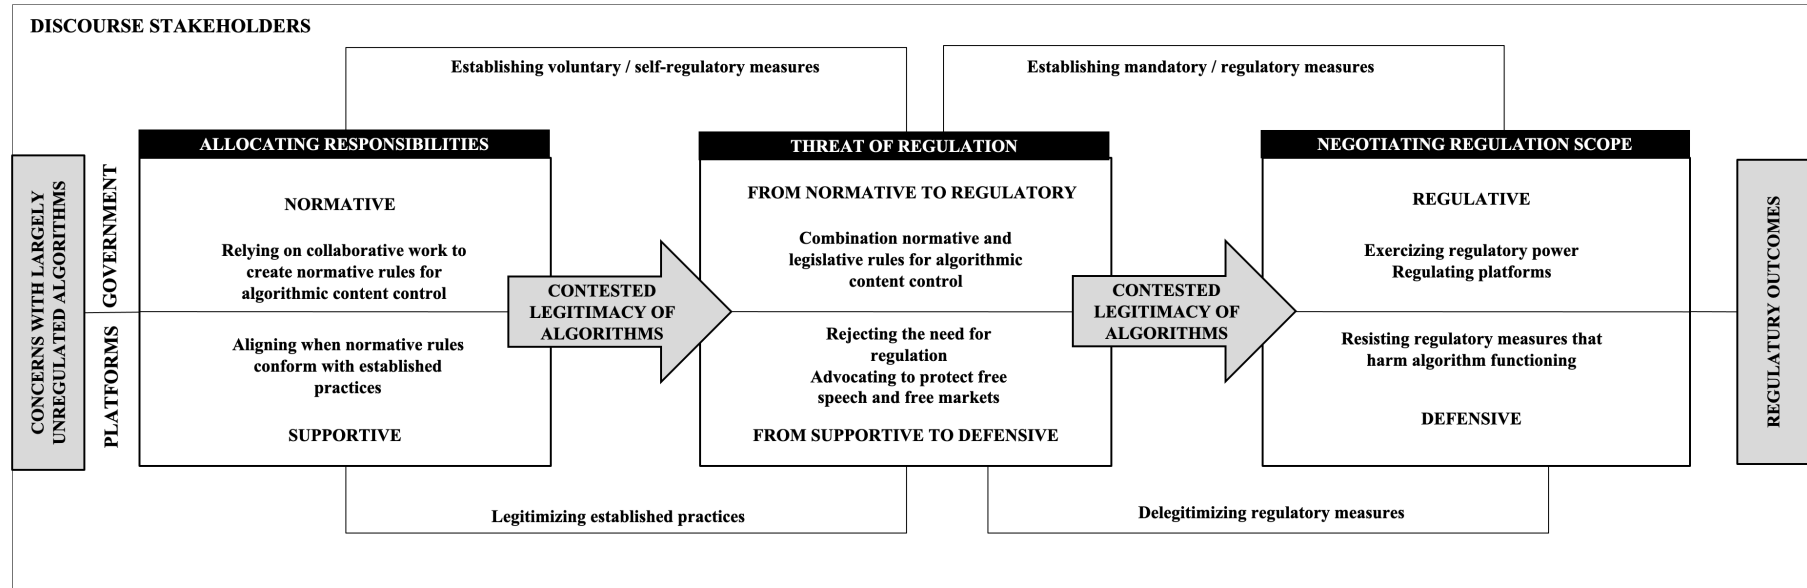 DISCOURSE STAKEHOLDERS
Establishing voluntary / self-regulatory measures
Establishing mandatory / regulatory measures
CONCERNS WITH LARGELY
UNREGULATED ALGORITHMS
GOVERNMENT
PLATFORMS
ALLOCATING RESPONSIBILITIES
NORMATIVE
Relying on collaborative work to
create normative rules for
algorithmic content control
Aligning when normative rules
conform with established
practices
SUPPORTIVE
CONTESTED
LEGITIMACY OF
ALGORITHMS
THREAT OF REGULATION
FROM NORMATIVE TO REGULATORY
Combination normative and
legislative rules for algorithmic
content control
Rejecting the need for
regulation
Advocating to protect free
speech and free markets
FROM SUPPORTIVE TO DEFENSIVE
CONTESTED
LEGITIMACY OF
ALGORITHMS
NEGOTIATING REGULATION SCOPE
REGULATIVE
Exercizing regulatory power
Regulating platforms
Resisting regulatory measures that
harm algorithm functioning
DEFENSIVE
REGULATURY OUTCOMES
Legitimizing established practices
Delegitimizing regulatory measures